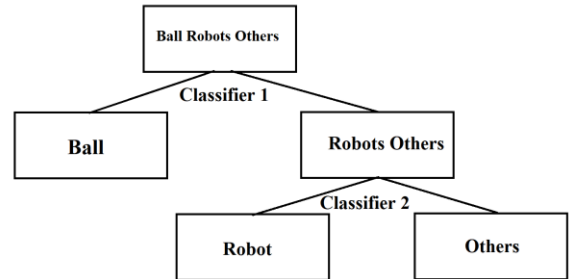 Ball Robots Others
Classifier 1
Ball
Robots Others
Classifier 2
Robot
Others